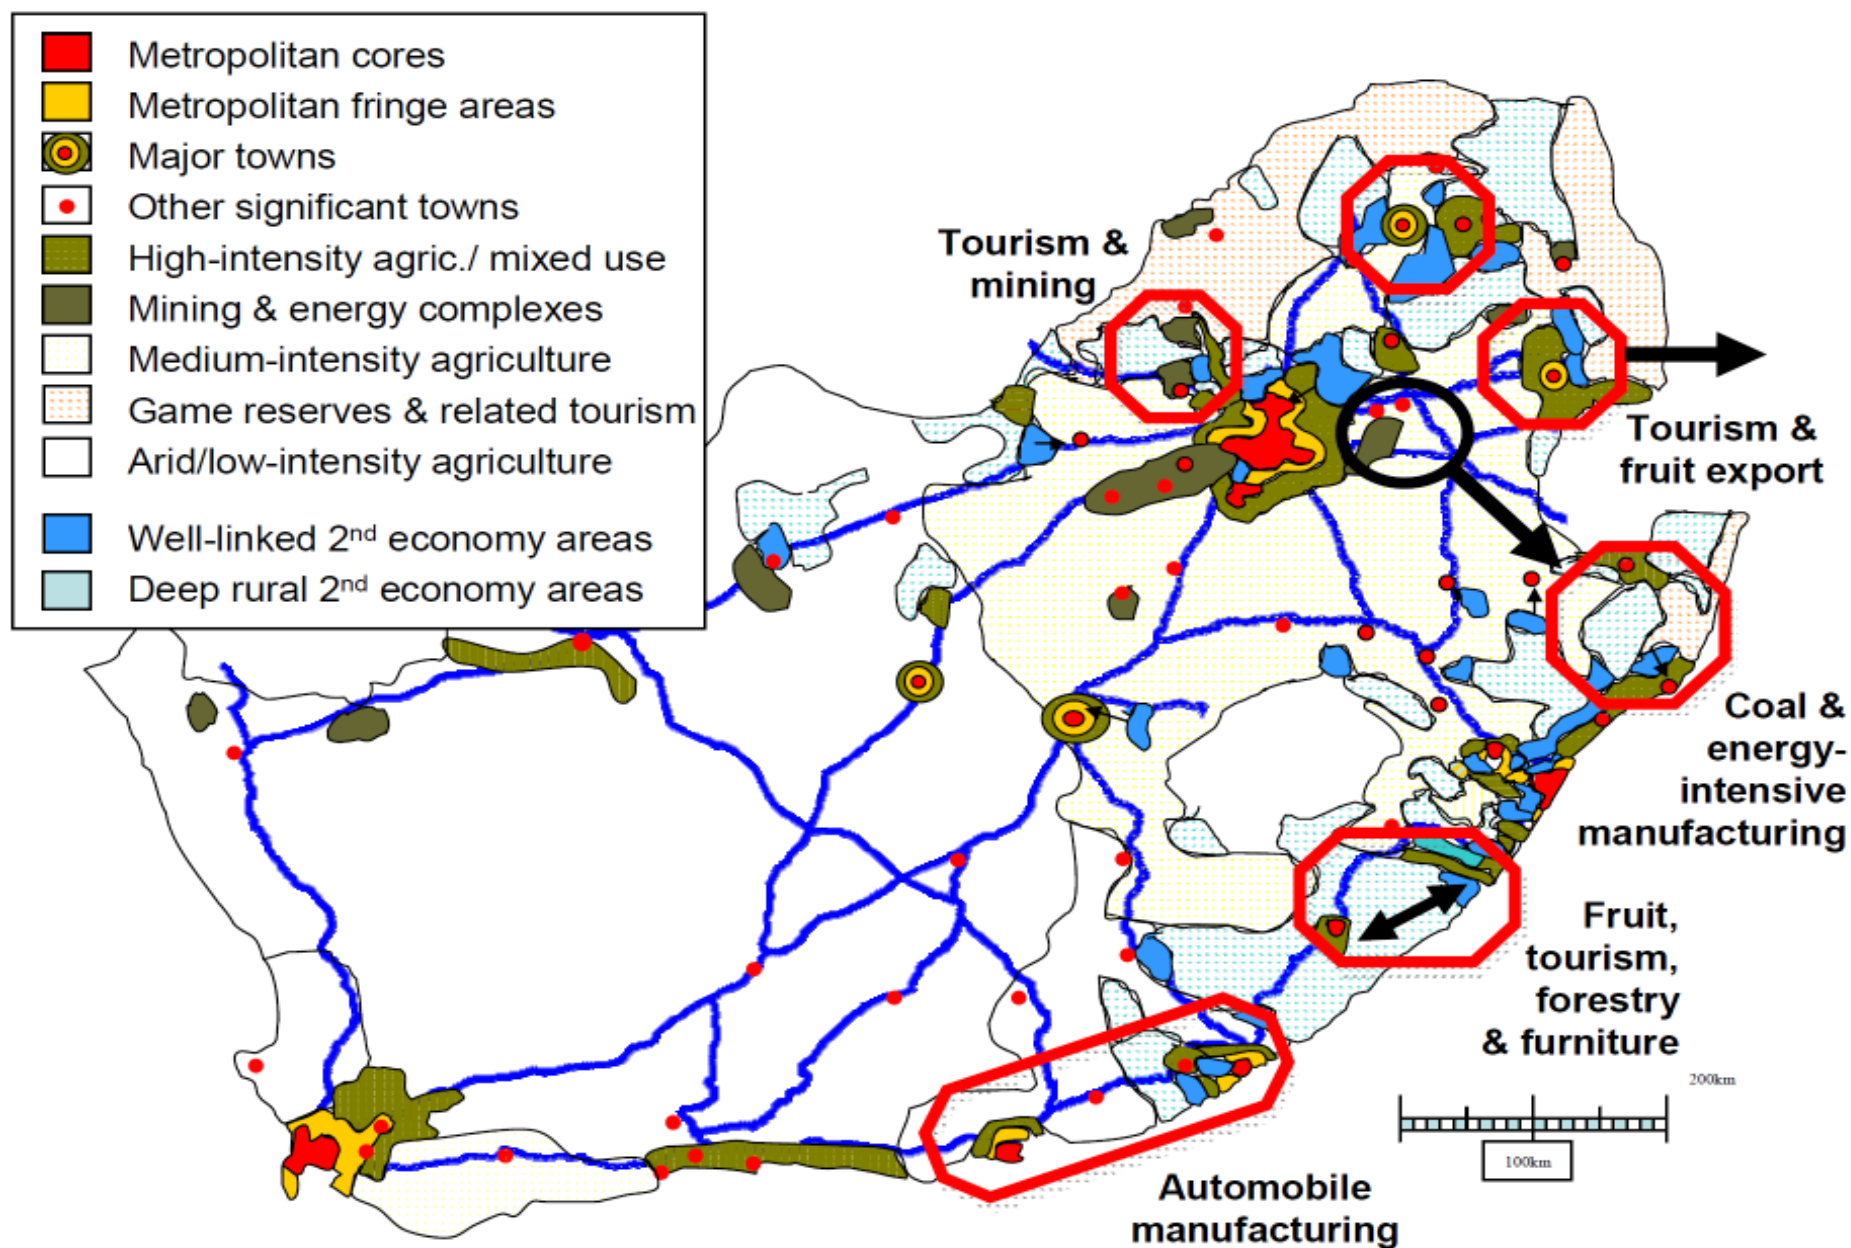 Metropolitan cores
Metropolitan fringe areas
Major towns
Other significant towns
High-intensity agric./ mixed use
Mining & energy complexes
Medium-intensity agriculture
Game reserves & related tourism
Arid/low-intensity agriculture
Well-linked 2nd economy areas
Deep rural 2nd economy areas
Tourism &
mining
Tourism &
fruit export
Coal &
energy-
intensive
manufacturing
Fruit,
tourism,
forestry
& furniture
200km
100km
Automobile
manufacturing